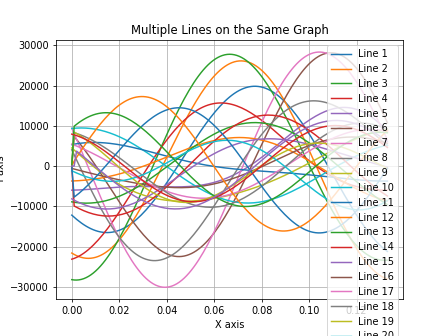 Multiple Lines on the Same Graph
30000
20000
10000
0
−10000
−20000
−30000
0.00
0.02
0.04
0.06
0.08
0.10
X axis
Line 1
Line 2
Line 3
Line 4
Line 5
Line 6
Line 7
Line 8
Line 9
Line 10
Line 11
Line 12
Line 13
Line 14
Line 15
Line 16
Line 17
Line 18
Line 19
Line 20